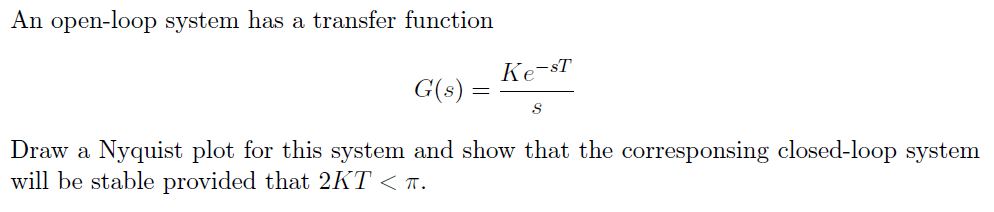 An open-loop system has a transfer function
G(s) = Ke^{-sT} / s
Draw a Nyquist plot for this system and show that the corresponsing closed-loop system
will be stable provided that 2KT < π.